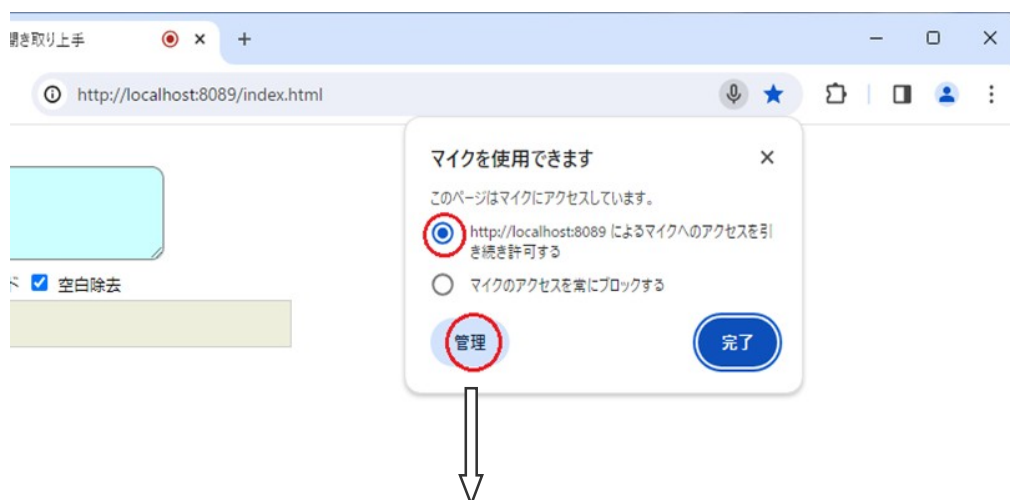 聞き取り上手
http://localhost:8089/index.html
マイクを使用できます
このページはマイクにアクセスしています。
http://localhost:8089 によるマイクへのアクセスを引
き続き許可する
マイクのアクセスを常にブロックする
空白除去
管理
完了